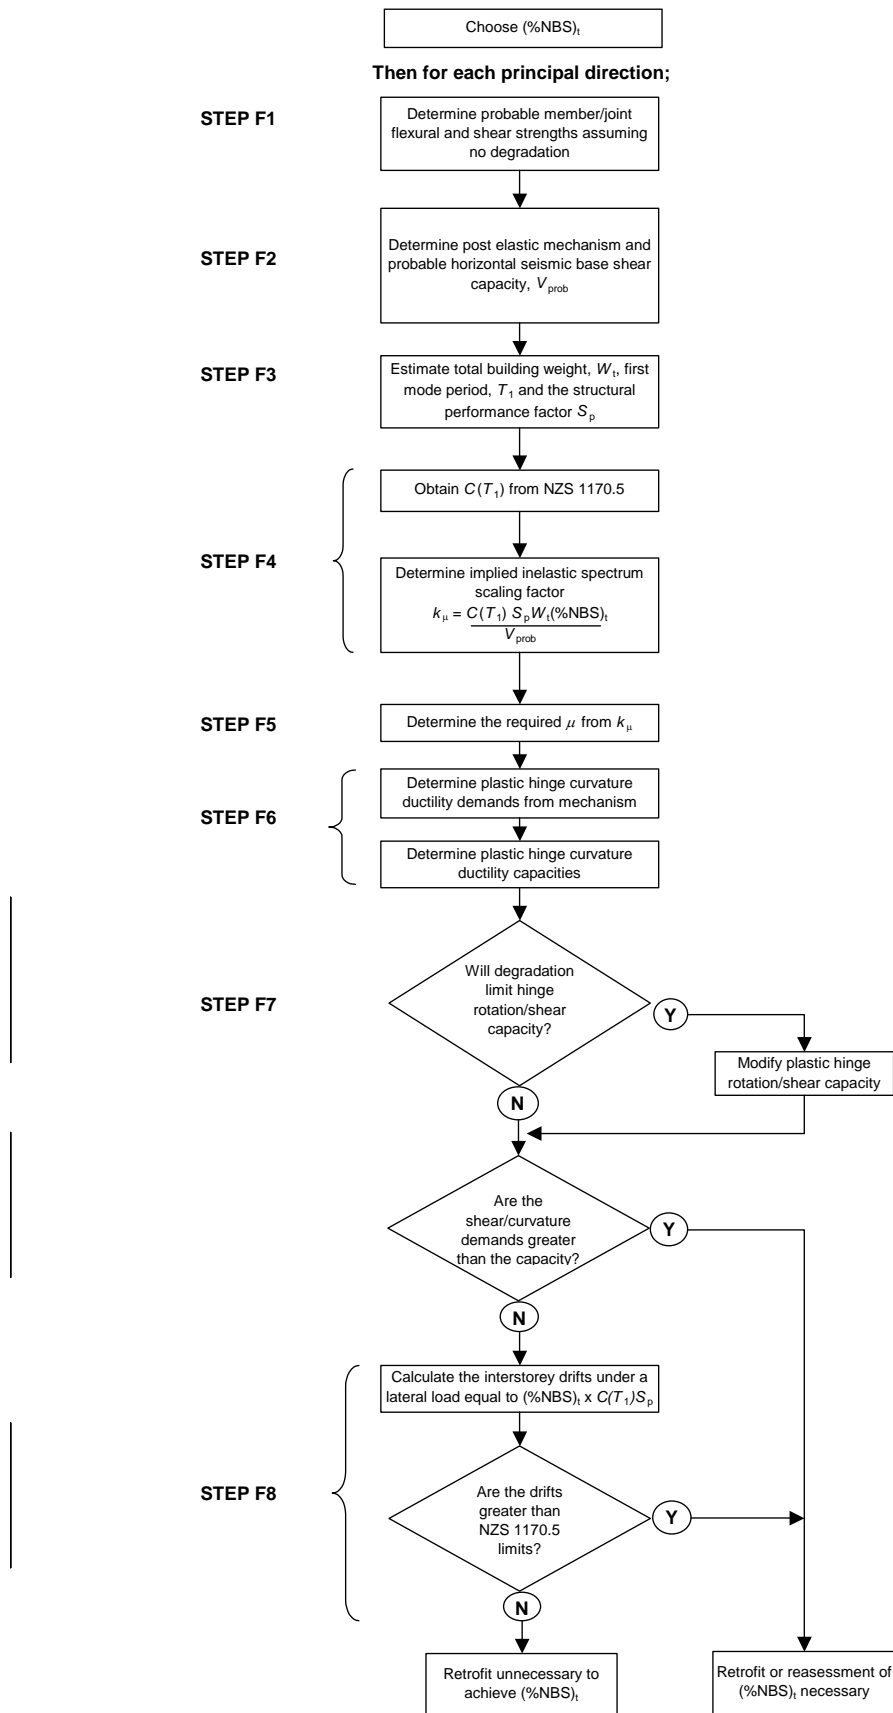 Choose (%NBS)t
Then for each principal direction;
STEP F1
Determine probable member/joint
flexural and shear strengths assuming
no degradation
STEP F2
Determine post elastic mechanism and
probable horizontal seismic base shear
capacity, Vprob
STEP F3
Estimate total building weight, Wt, first
mode period, T1 and the structural
performance factor Sp
STEP F4
Obtain C(T1) from NZS 1170.5
Determine implied inelastic spectrum
scaling factor
kμ = C(T1) SpWt(%NBS)t
Vprob
STEP F5
Determine the required μ from kμ
STEP F6
Determine plastic hinge curvature
ductility demands from mechanism
Determine plastic hinge curvature
ductility capacities
STEP F7
Will degradation
limit hinge
rotation/shear
capacity?
Y
Modify plastic hinge
rotation/shear capacity
N
Are the
shear/curvature
demands greater
than the capacity?
Y
N
STEP F8
Calculate the interstorey drifts under a
lateral load equal to (%NBS)t x C(T1)Sp
Are the drifts
greater than
NZS 1170.5
limits?
Y
N
Retrofit unnecessary to
achieve (%NBS)t
Retrofit or reassessment of
(%NBS)t necessary